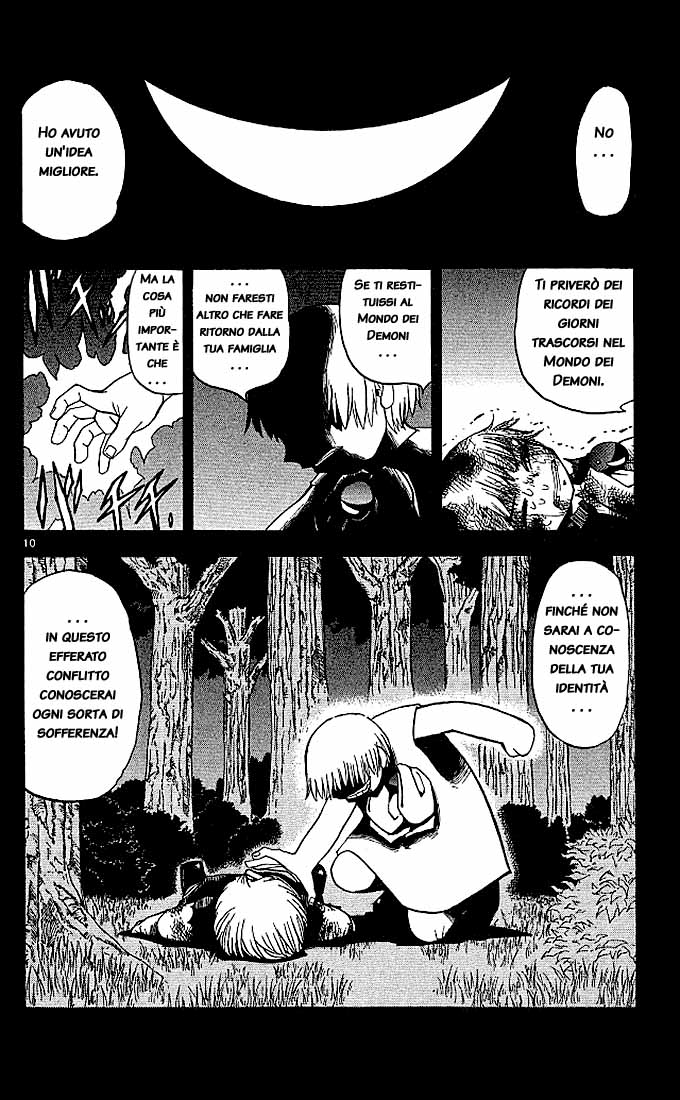 No
...
Ho avuto
un'idea
migliore.
Ti priverò dei
ricordi dei
giorni
trascorsi nel
Mondo dei
Demoni.
Se ti resti-
tuissi al
Mondo dei
Demoni
...
...
non faresti
altro che fare
ritorno dalla
tua famiglia
...
Ma la
cosa
più
impor-
tante è
che
...
10
...
finché non
sarai a co-
noscenza
della tua
identità
...
...
in questo
efferato
conflitto
conoscerai
ogni sorta di
sofferenza!